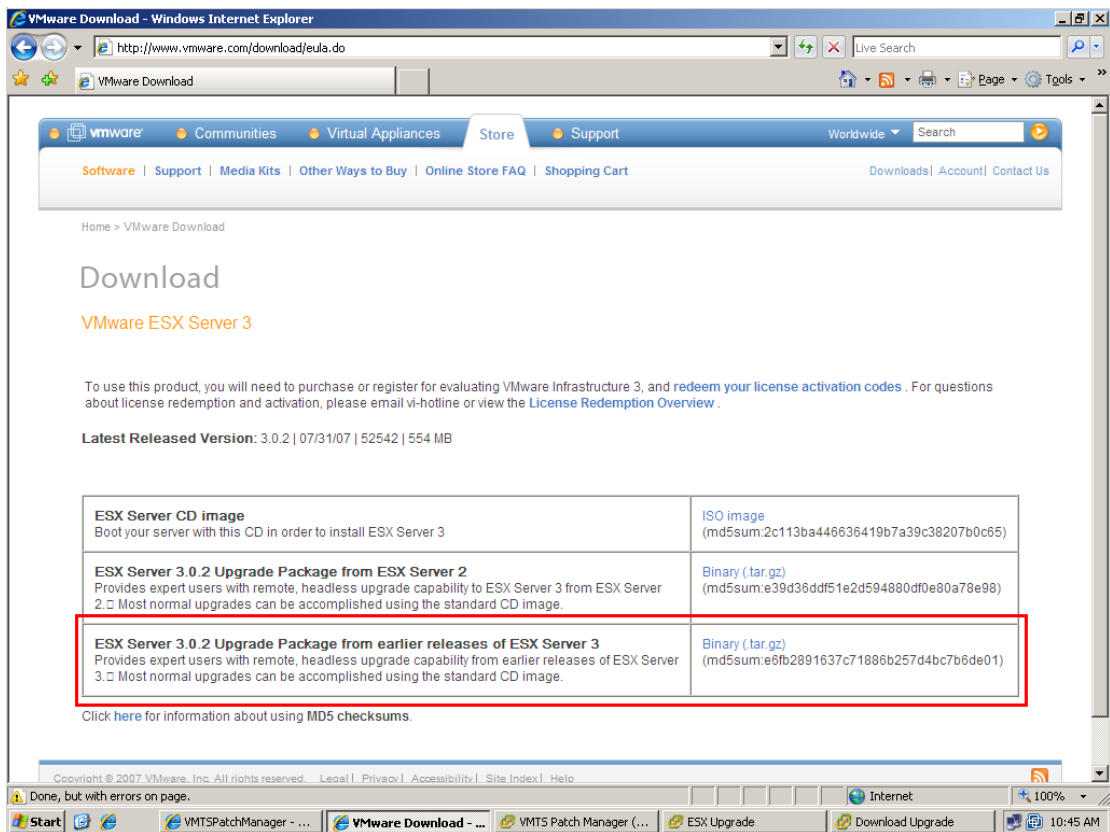 VMware Download - Windows Internet Explorer
http://www.vmware.com/download/eula.do
Live Search
VMware Download
Page
Tools
»
vmware
Communities
Virtual Appliances
Store
Support
Worldwide
Search
Software | Support | Media Kits | Other Ways to Buy | Online Store FAQ | Shopping Cart
Downloads| Account| Contact Us
Home > VMware Download
Download
VMware ESX Server 3
To use this product, you will need to purchase or register for evaluating VMware Infrastructure 3, and redeem your license activation codes . For questions
about license redemption and activation, please email vi-hotline or view the License Redemption Overview .
Latest Released Version: 3.0.2 | 07/31/07 | 52542 | 554 MB
ESX Server CD image
Boot your server with this CD in order to install ESX Server 3
ISO image
(md5sum:2c113ba446636419b7a39c38207b0c65)
ESX Server 3.0.2 Upgrade Package from ESX Server 2
Provides expert users with remote, headless upgrade capability to ESX Server 3 from ESX Server
2.□ Most normal upgrades can be accomplished using the standard CD image.
Binary (.tar.gz)
(md5sum:e39d36ddf51e2d594880df0e80a78e98)
ESX Server 3.0.2 Upgrade Package from earlier releases of ESX Server 3
Provides expert users with remote, headless upgrade capability from earlier releases of ESX Server
3.□ Most normal upgrades can be accomplished using the standard CD image.
Binary (.tar.gz)
(md5sum:e6fb2891637c71886b257d4bc7b6de01)
Click here for information about using MD5 checksums.
Copyright © 2007 VMware, Inc. All rights reserved. Legal | Privacy | Accessibility | Site Index | Help
Done, but with errors on page.
Internet
100%
Start
VMTSPatchManager - ...
VMware Download - ...
VMTS Patch Manager (...
ESX Upgrade
Download Upgrade
10:45 AM